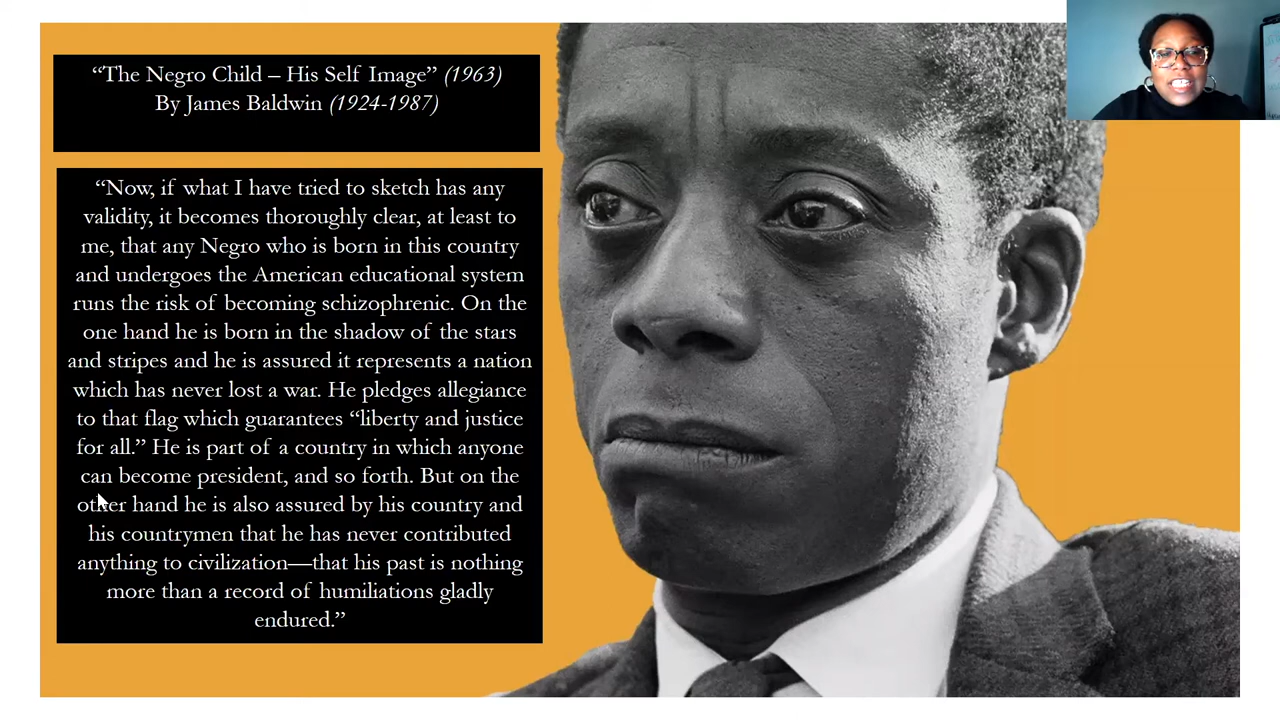 “The Negro Child – His Self Image” (1963)
By James Baldwin (1924-1987)
“Now, if what I have tried to sketch has any
validity, it becomes thoroughly clear, at least to
me, that any Negro who is born in this country
and undergoes the American educational system
runs the risk of becoming schizophrenic. On the
one hand he is born in the shadow of the stars
and stripes and he is assured it represents a nation
which has never lost a war. He pledges allegiance
to that flag which guarantees “liberty and justice
for all.” He is part of a country in which anyone
can become president, and so forth. But on the
other hand he is also assured by his country and
his countrymen that he has never contributed
anything to civilization—that his past is nothing
more than a record of humiliations gladly
endured.”